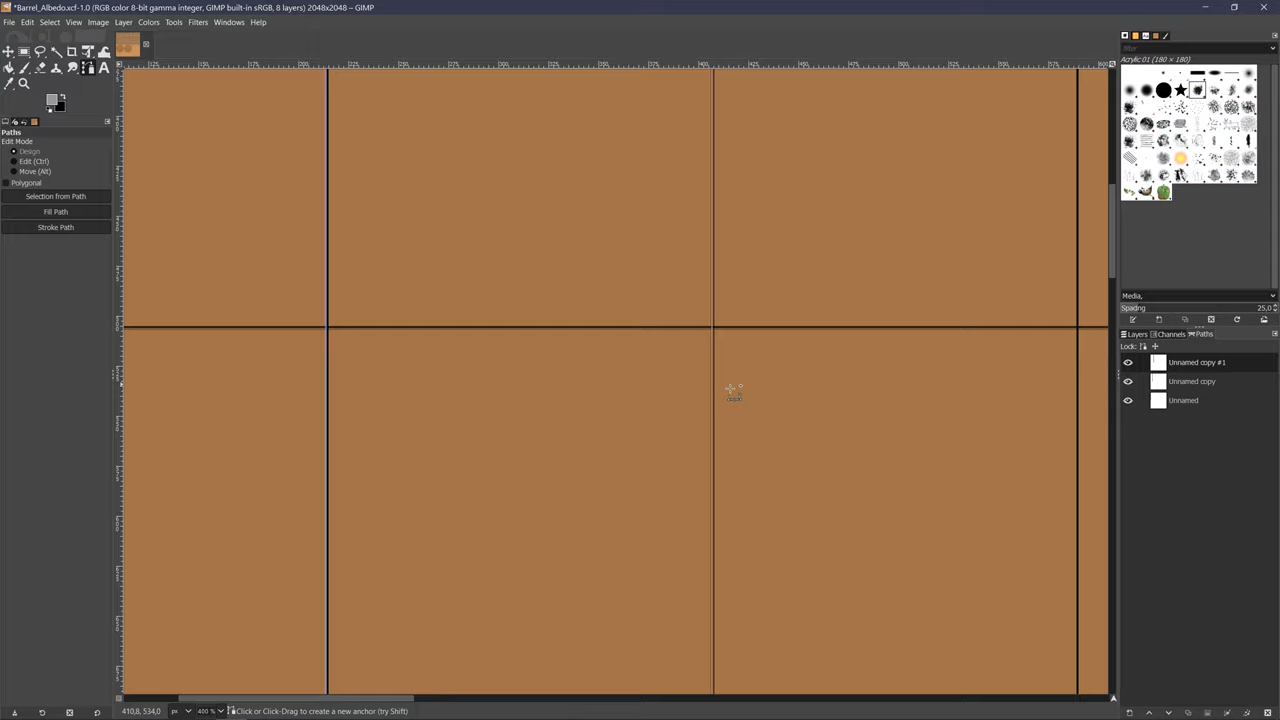 *Barrel_Albedo.xcf-1.0 (RGB color 8-bit gamma integer, GIMP built-in sRGB, 8 layers) 2048x2048 – GIMP
File Edit Select View Image Layer Colors Tools Filters Windows Help
filter
Acrylic 01 (180 × 180)
Paths
Edit Mode
Design
Edit (Ctrl)
Move (Alt)
Polygonal
Selection from Path
Fill Path
Stroke Path
Media,
Spacing 25,0
Layers Channels Paths
Lock:
Unnamed copy #1
Unnamed copy
Unnamed
410,8, 534,0 px 400 % Click or Click-Drag to create a new anchor (try Shift)